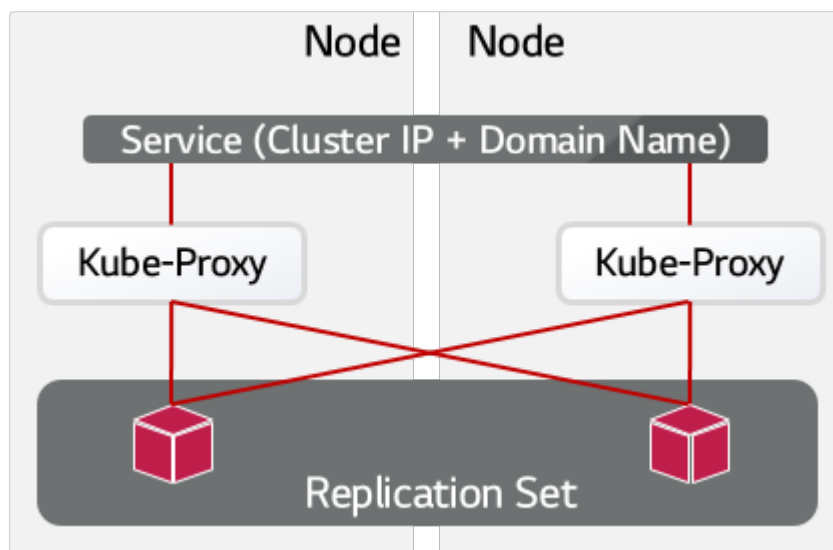 Node
Node
Service (Cluster IP + Domain Name)
Kube-Proxy
Kube-Proxy
Replication Set